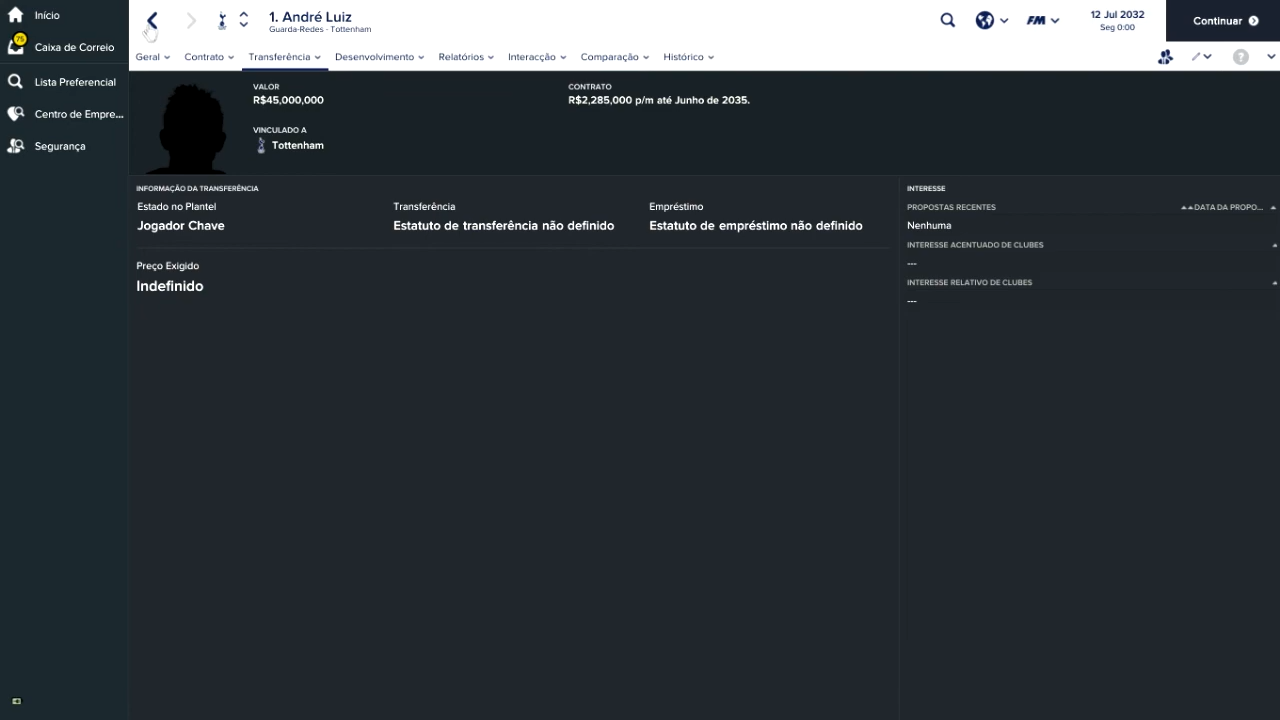 Início
75
Caixa de Correio
Lista Preferencial
Centro de Empre...
Segurança
1. André Luiz
Guarda-Redes - Tottenham
FM
12 Jul 2032
Seg 0:00
Continuar
Geral
Contrato
Transferência
Desenvolvimento
Relatórios
Interacção
Comparação
Histórico
?
VALOR
R$45,000,000
CONTRATO
R$2,285,000 p/m até Junho de 2035.
VINCULADO A
Tottenham
INFORMAÇÃO DA TRANSFERÊNCIA
Estado no Plantel
Jogador Chave
Transferência
Estatuto de transferência não definido
Empréstimo
Estatuto de empréstimo não definido
Preço Exigido
Indefinido
INTERESSE
PROPOSTAS RECENTES
DATA DA PROPO...
Nenhuma
INTERESSE ACENTUADO DE CLUBES
---
INTERESSE RELATIVO DE CLUBES
---